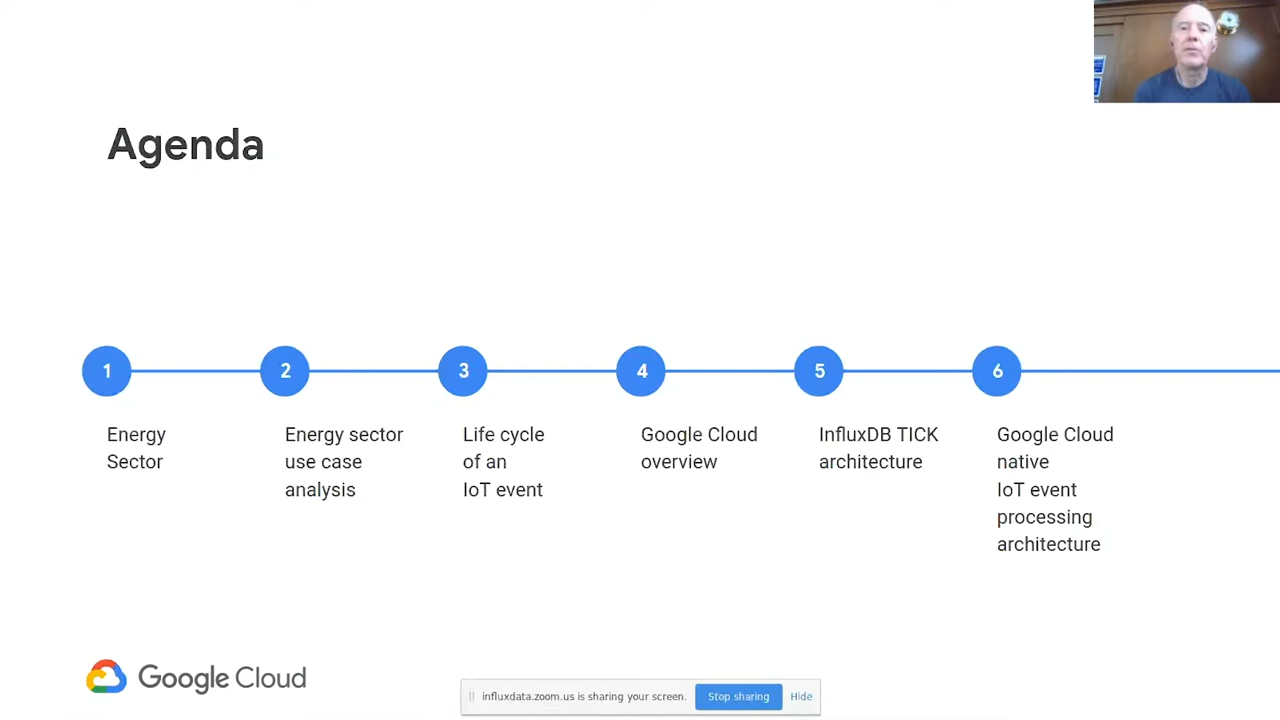 Agenda
1
2
3
4
5
6
Energy
Sector
Energy sector
use case
analysis
Life cycle
of an
IoT event
Google Cloud
overview
InfluxDB TICK
architecture
Google Cloud
native
IoT event
processing
architecture
Google Cloud
influxdata.zoom.us is sharing your screen.
Stop sharing
Hide